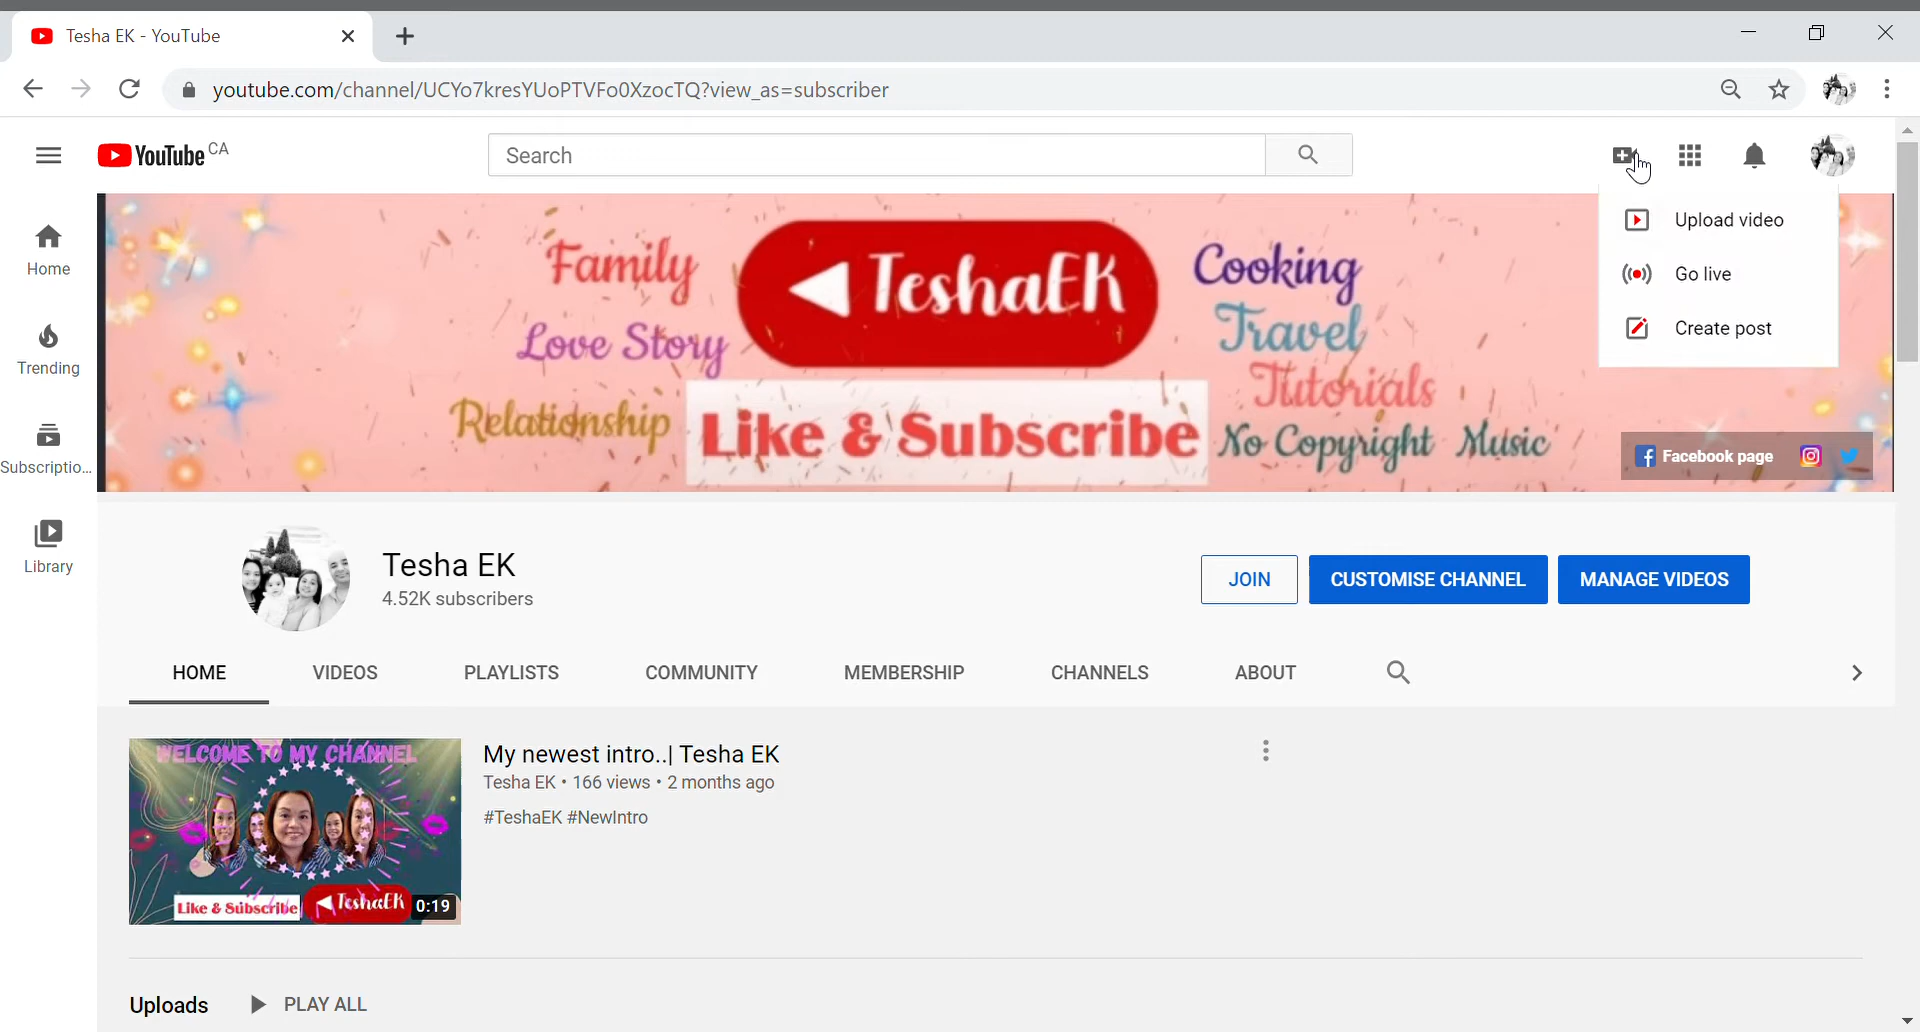 Tesha EK - YouTube
youtube.com/channel/UCYo7kresYUoPTVFo0XzocTQ?view_as=subscriber
YouTube CA
Search
Upload video
Go live
Create post
Home
Trending
Subscriptio...
Library
Family
TeshaEK
Cooking
Love Story
Travel
Tutorials
Relationship
Like & Subscribe
No Copyright Music
Facebook page
Tesha EK
4.52K subscribers
JOIN
CUSTOMISE CHANNEL
MANAGE VIDEOS
HOME VIDEOS PLAYLISTS COMMUNITY MEMBERSHIP CHANNELS ABOUT
WELCOME TO MY CHANNEL
Like & Subscribe
TeshaEK
0:19
My newest intro..| Tesha EK
Tesha EK • 166 views • 2 months ago
#TeshaEK #NewIntro
Uploads PLAY ALL